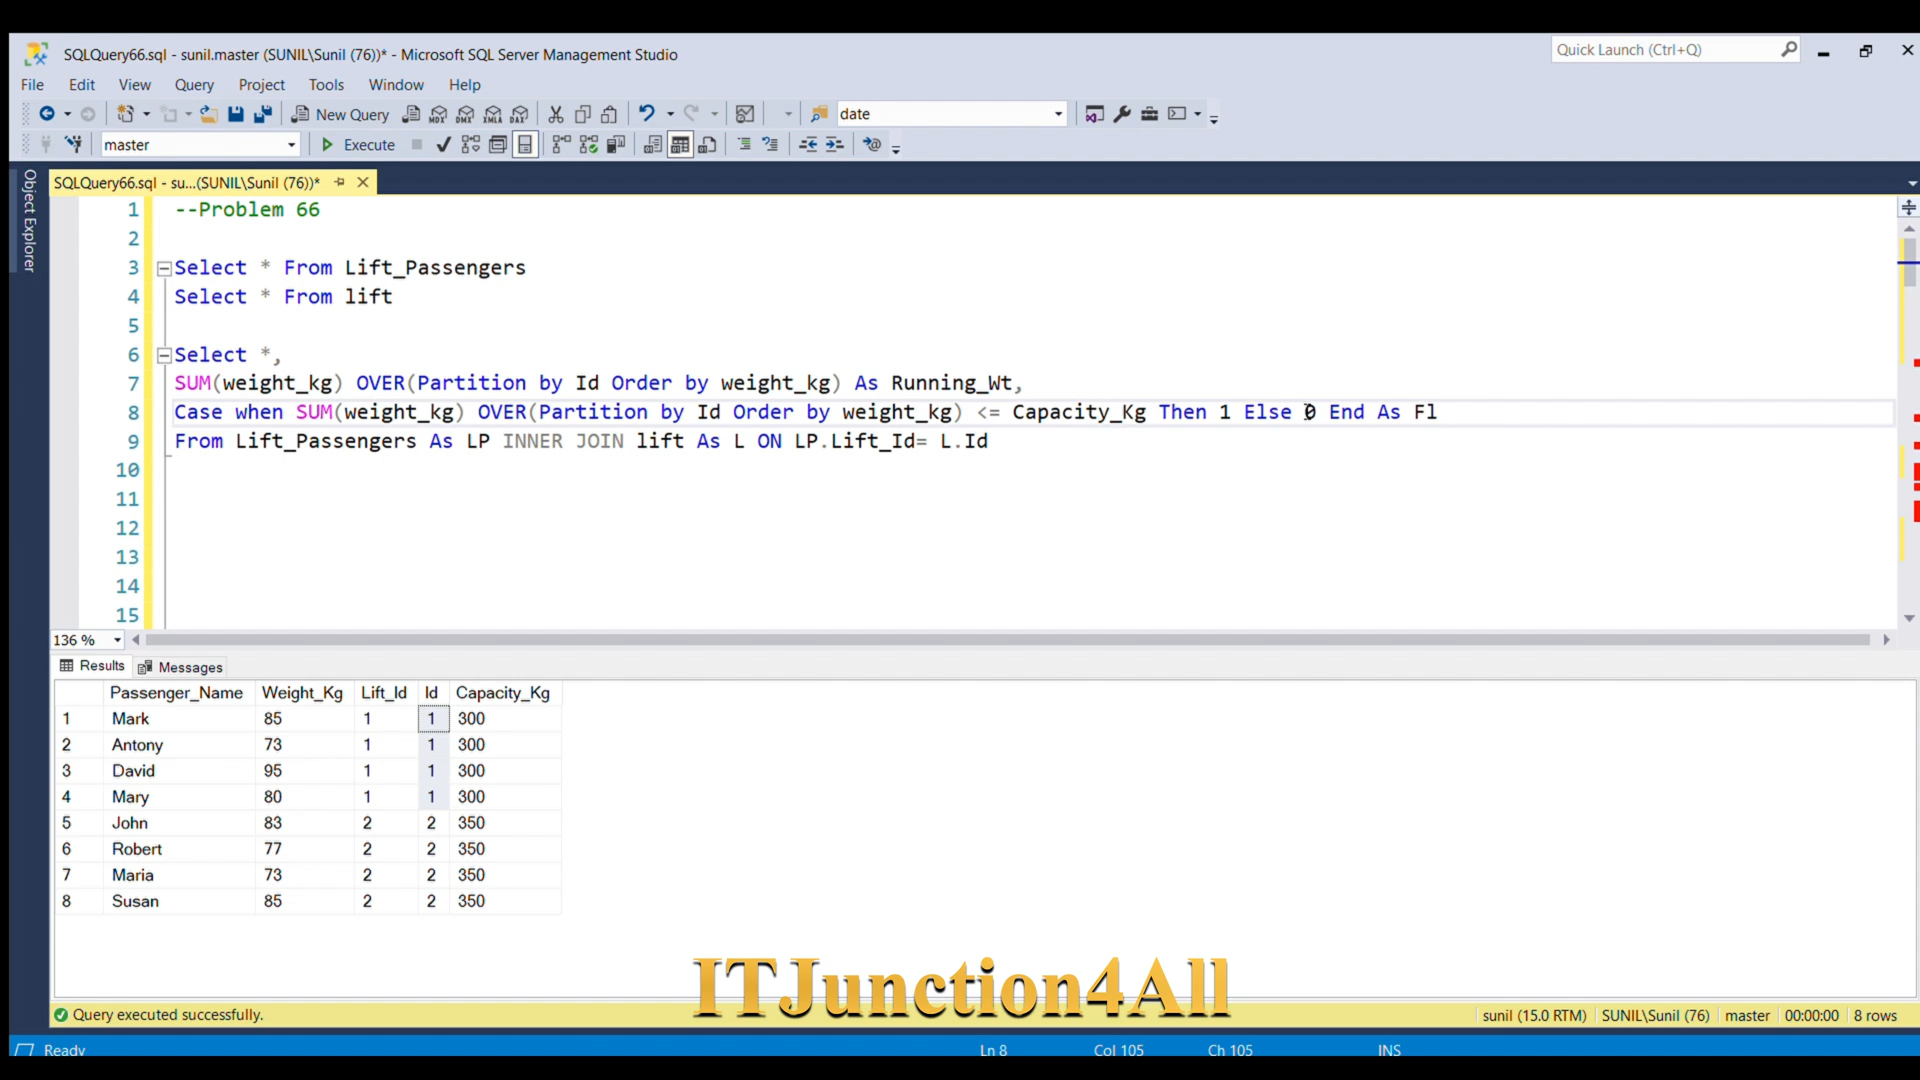 SQLQuery66.sql - sunil.master (SUNIL\Sunil (76))* - Microsoft SQL Server Management Studio
Quick Launch (Ctrl+Q)
File Edit View Query Project Tools Window Help
New Query MDX DMX XMLA DAX date
master Execute
Object Explorer
SQLQuery66.sql - su...(SUNIL\Sunil (76))*
1 --Problem 66
2
3 Select * From Lift_Passengers
4 Select * From lift
5
6 Select *,
7 SUM(weight_kg) OVER(Partition by Id Order by weight_kg) As Running_Wt,
8 Case when SUM(weight_kg) OVER(Partition by Id Order by weight_kg) <= Capacity_Kg Then 1 Else 0 End As Fl
9 From Lift_Passengers As LP INNER JOIN lift As L ON LP.Lift_Id= L.Id
10
11
12
13
14
15
136 %
Results Messages
Passenger_Name Weight_Kg Lift_Id Id Capacity_Kg
1 Mark 85 1 1 300
2 Antony 73 1 1 300
3 David 95 1 1 300
4 Mary 80 1 1 300
5 John 83 2 2 350
6 Robert 77 2 2 350
7 Maria 73 2 2 350
8 Susan 85 2 2 350
ITJunction4All
Query executed successfully. sunil (15.0 RTM) SUNIL\Sunil (76) master 00:00:00 8 rows
Ready Ln 8 Col 105 Ch 105 INS